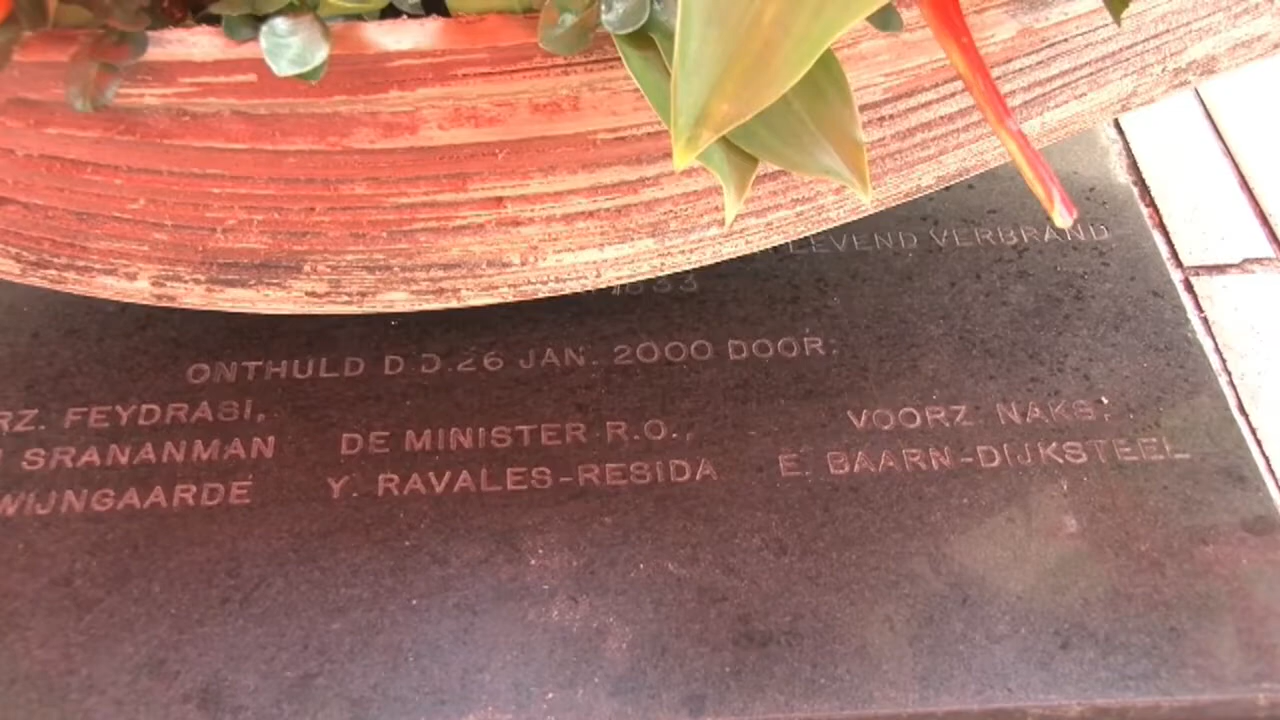 LEVEND VERBRAND
1833
ONTHULD D.D.26 JAN. 2000 DOOR:
RZ. FEYDRASI,
SRANANMAN
WIJNGAARDE
DE MINISTER R.O.,
Y. RAVALES-RESIDA
VOORZ. NAKS:
E. BAARN-DIJKSTEEL